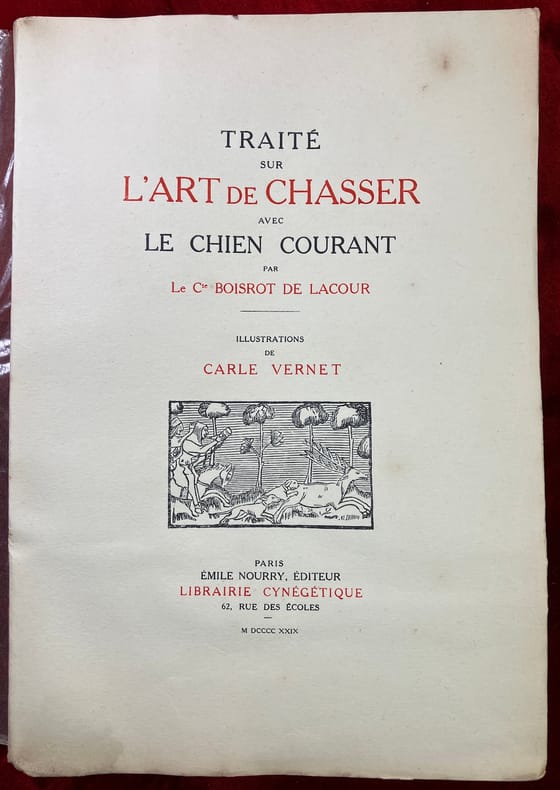 TRAITÉ
SUR
L'ART DE CHASSER
AVEC
LE CHIEN COURANT
PAR
Le Cte BOISROT DE LACOUR
ILLUSTRATIONS
DE
CARLE VERNET
PARIS
ÉMILE NOURRY, ÉDITEUR
LIBRAIRIE CYNÉGÉTIQUE
62, RUE DES ÉCOLES
M DCCCC XXIX